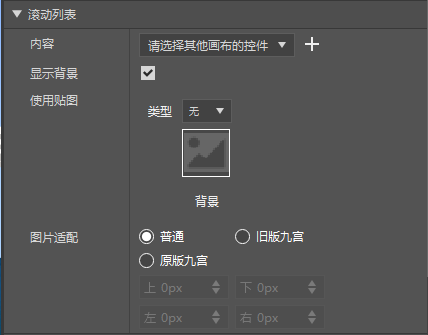 滚动列表
内容 请选择其他画布的控件
显示背景
使用贴图
类型 无
背景
图片适配 普通 旧版九宫
原版九宫
上 0px 下 0px
左 0px 右 0px